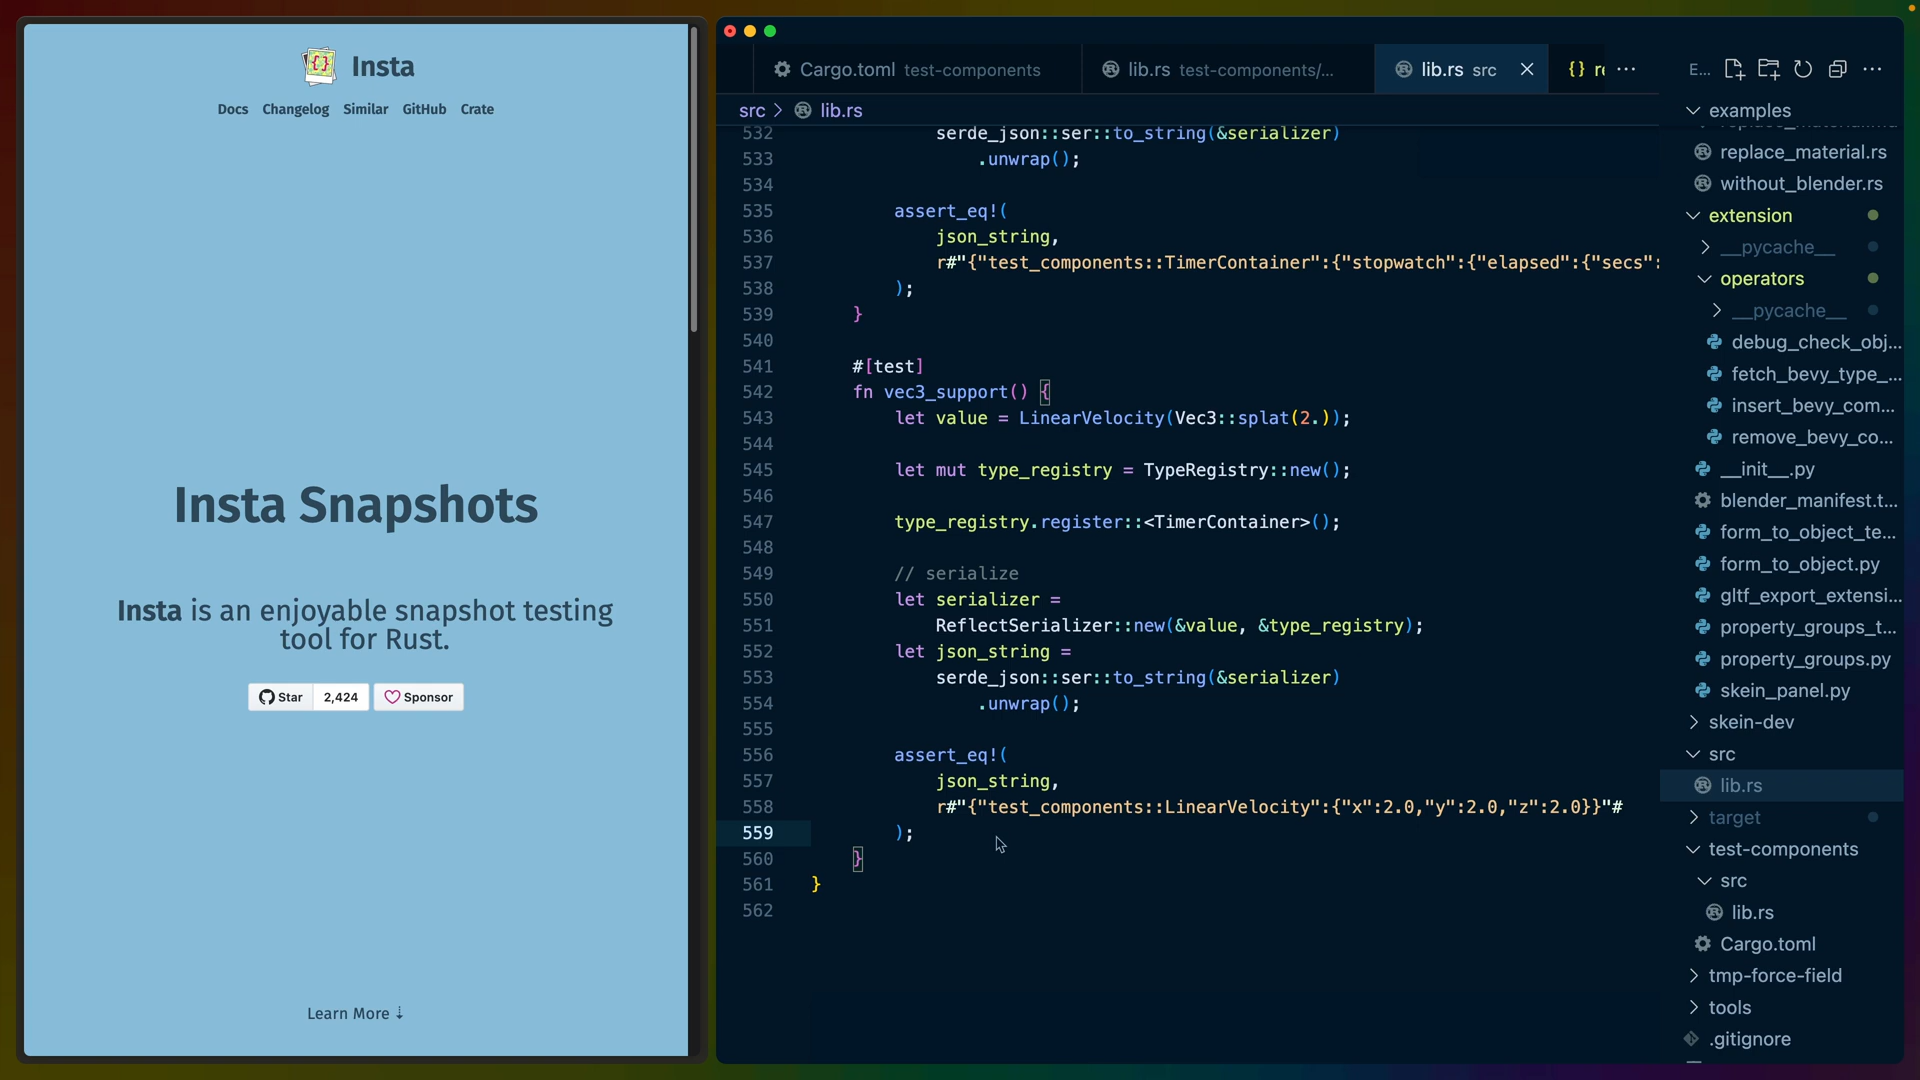 Insta
Docs Changelog Similar GitHub Crate
Insta Snapshots
Insta is an enjoyable snapshot testing
tool for Rust.
Star 2,424 Sponsor
Learn More ↓
Cargo.toml test-components
lib.rs test-components/...
lib.rs src
{} r
E...
src > lib.rs
532 serde_json::ser::to_string(&serializer)
533 .unwrap();
534
535 assert_eq!(
536 json_string,
537 r#"{"test_components::TimerContainer":{"stopwatch":{"elapsed":{"secs":
538 );
539 }
540
541 #[test]
542 fn vec3_support() {
543 let value = LinearVelocity(Vec3::splat(2.));
544
545 let mut type_registry = TypeRegistry::new();
546
547 type_registry.register::<TimerContainer>();
548
549 // serialize
550 let serializer =
551 ReflectSerializer::new(&value, &type_registry);
552 let json_string =
553 serde_json::ser::to_string(&serializer)
554 .unwrap();
555
556 assert_eq!(
557 json_string,
558 r#"{"test_components::LinearVelocity":{"x":2.0,"y":2.0,"z":2.0}}"#
559 );
560 }
561 }
562
examples
replace_material.rs
without_blender.rs
extension
__pycache__
operators
__pycache__
debug_check_obj...
fetch_bevy_type_...
insert_bevy_com...
remove_bevy_co...
__init__.py
blender_manifest.t...
form_to_object_te...
form_to_object.py
gltf_export_extensi...
property_groups_t...
property_groups.py
skein_panel.py
skein-dev
src
lib.rs
target
test-components
src
lib.rs
Cargo.toml
tmp-force-field
tools
.gitignore